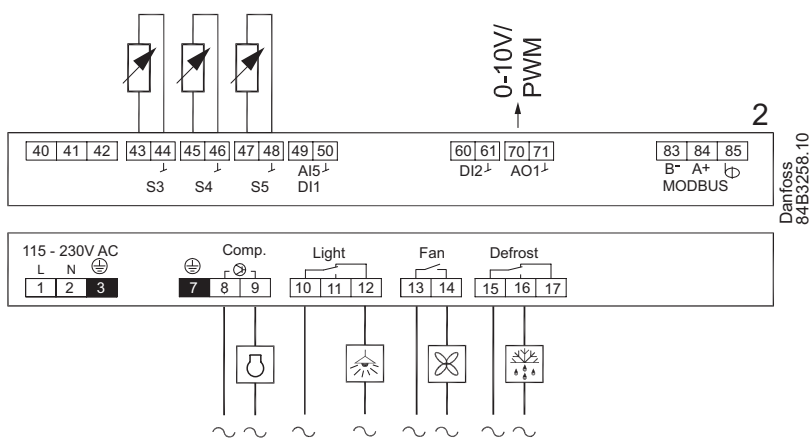 0-10V/
PWM
2
40 41 42 43 44 45 46 47 48 49 50 60 61 70 71 83 84 85
S3 S4 S5 AI5 DI2 AO1 B- A+
DI1 MODBUS
Danfoss
84B3258.10
115 - 230V AC Comp. Light Fan Defrost
L N
1 2 3 7 8 9 10 11 12 13 14 15 16 17